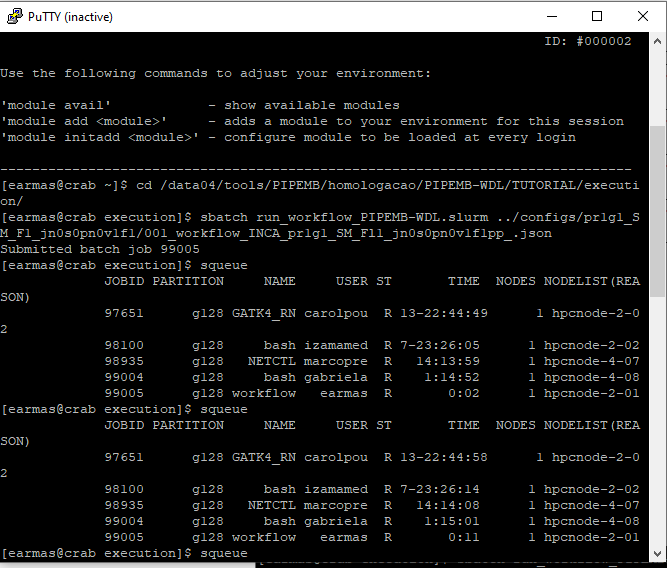 PuTTY (inactive)
ID: #000002
Use the following commands to adjust your environment:
'module avail' - show available modules
'module add <module>' - adds a module to your environment for this session
'module initadd <module>' - configure module to be loaded at every login
-------------------------------------------------------------------------------
[earmas@crab ~]$ cd /data04/tools/PIPEMB/homologacao/PIPEMB-WDL/TUTORIAL/executi
on/
[earmas@crab execution]$ sbatch run_workflow_PIPEMB-WDL.slurm ../configs/pr1g1_S
M_F1_jn0s0pn0v1f1/001_workflow_INCA_pr1g1_SM_F11_jn0s0pn0v1f1pp_.json
Submitted batch job 99005
[earmas@crab execution]$ squeue
JOBID PARTITION NAME USER ST TIME NODES NODELIST(REA
SON)
97651 g128 GATK4_RN carolpou R 13-22:44:49 1 hpcnode-2-0
2
98100 g128 bash izamamed R 7-23:26:05 1 hpcnode-2-02
98935 g128 NETCTL marcopre R 14:13:59 1 hpcnode-4-07
99004 g128 bash gabriela R 1:14:52 1 hpcnode-4-08
99005 g128 workflow earmas R 0:02 1 hpcnode-2-01
[earmas@crab execution]$ squeue
JOBID PARTITION NAME USER ST TIME NODES NODELIST(REA
SON)
97651 g128 GATK4_RN carolpou R 13-22:44:58 1 hpcnode-2-0
2
98100 g128 bash izamamed R 7-23:26:14 1 hpcnode-2-02
98935 g128 NETCTL marcopre R 14:14:08 1 hpcnode-4-07
99004 g128 bash gabriela R 1:15:01 1 hpcnode-4-08
99005 g128 workflow earmas R 0:11 1 hpcnode-2-01
[earmas@crab execution]$ squeue